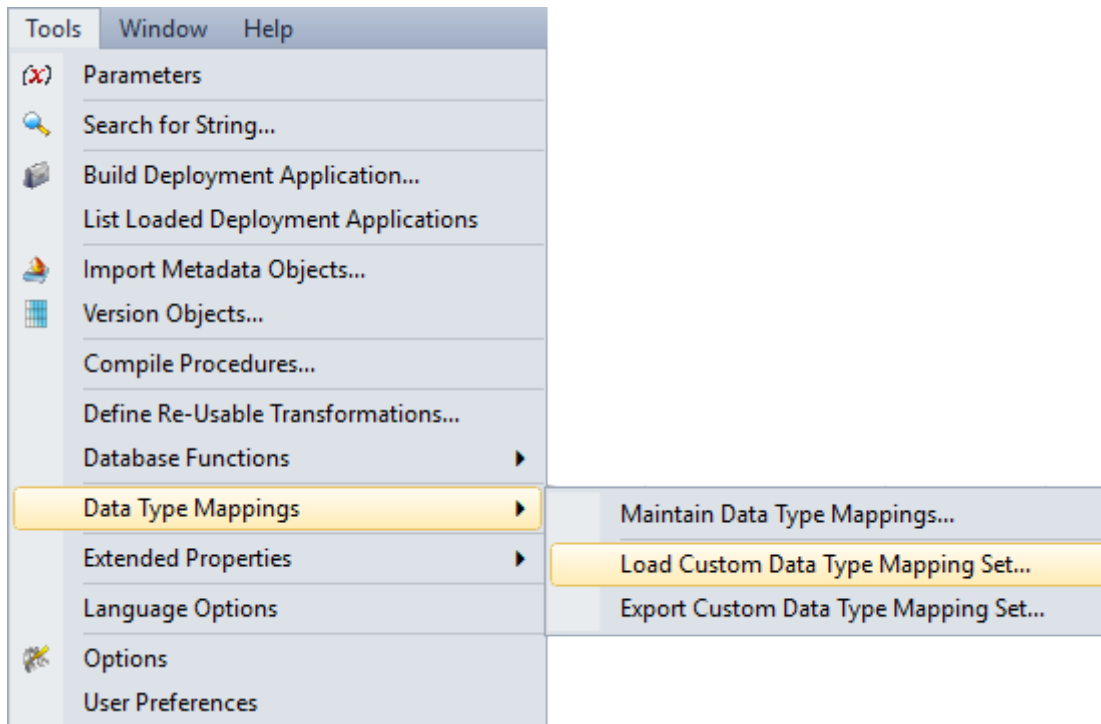 Tools Window Help
(x) Parameters
Search for String...
Build Deployment Application...
List Loaded Deployment Applications
Import Metadata Objects...
Version Objects...
Compile Procedures...
Define Re-Usable Transformations...
Database Functions
Data Type Mappings
Maintain Data Type Mappings...
Load Custom Data Type Mapping Set...
Export Custom Data Type Mapping Set...
Extended Properties
Language Options
Options
User Preferences